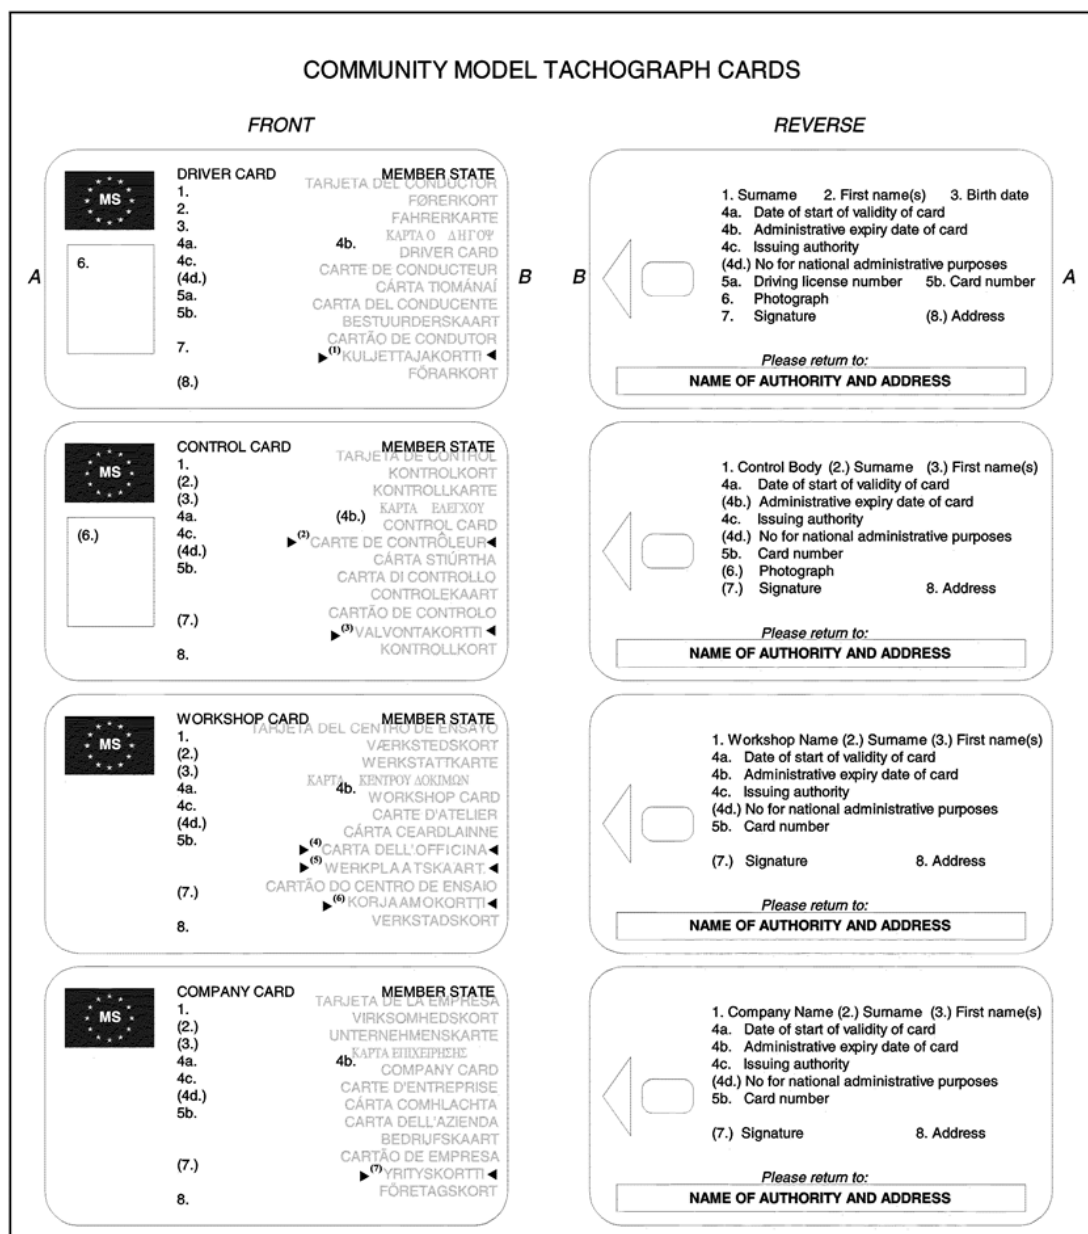 COMMUNITY MODEL TACHOGRAPH CARDS
FRONT
REVERSE
A
B
DRIVER CARD MEMBER STATE
MS
1.
2.
3.
4a. 4b.
4c.
(4d.)
5a.
5b.
6.
7.
(8.)
TARJETA DEL CONDUCTOR
FØRERKORT
FAHRERKARTE
ΚΑΡΤΑ Ο ΔΗΓΟΨ
DRIVER CARD
CARTE DE CONDUCTEUR
CÁRTA TIOMÁNAÍ
CARTA DEL CONDUCENTE
BESTUURDERSKAART
CARTÃO DE CONDUTOR
►(1) KULJETTAJAKORTTI ◄
FÖRARKORT
B
A
1. Surname 2. First name(s) 3. Birth date
4a. Date of start of validity of card
4b. Administrative expiry date of card
4c. Issuing authority
(4d.) No for national administrative purposes
5a. Driving license number 5b. Card number
6. Photograph
7. Signature (8.) Address
Please return to:
NAME OF AUTHORITY AND ADDRESS
CONTROL CARD MEMBER STATE
MS
1.
(2.)
(3.)
4a. (4b.)
4c.
(4d.)
5b.
(6.)
(7.)
8.
TARJETA DE CONTROL
KONTROLKORT
KONTROLLKARTE
ΚΑΡΤΑ ΕΛΕΓΧΟΥ
CONTROL CARD
►(2) CARTE DE CONTRÔLEUR◄
CÁRTA STIÚRTHA
CARTA DI CONTROLLO
CONTROLEKAART
CARTÃO DE CONTROLO
►(3) VALVONTAKORTTI ◄
KONTROLLKORT
1. Control Body (2.) Surname (3.) First name(s)
4a. Date of start of validity of card
(4b.) Administrative expiry date of card
4c. Issuing authority
(4d.) No for national administrative purposes
5b. Card number
(6.) Photograph
(7.) Signature 8. Address
Please return to:
NAME OF AUTHORITY AND ADDRESS
WORKSHOP CARD MEMBER STATE
MS
1.
(2.)
(3.)
4a. 4b.
4c.
(4d.)
5b.
(7.)
8.
TARJETA DEL CENTRO DE ENSAYO
VÆRKSTEDSKORT
WERKSTATTKARTE
ΚΑΡΤΑ ΚΕΝΤΡΟΥ ΔΟΚΙΜΩΝ
WORKSHOP CARD
CARTE D'ATELIER
CÁRTA CEARDLAINNE
►(4) CARTA DELL'OFFICINA◄
►(5) WERKPLAATSKAART.◄
CARTÃO DO CENTRO DE ENSAIO
►(6) KORJAAMOKORTTI ◄
VERKSTADSKORT
1. Workshop Name (2.) Surname (3.) First name(s)
4a. Date of start of validity of card
4b. Administrative expiry date of card
4c. Issuing authority
(4d.) No for national administrative purposes
5b. Card number
(7.) Signature 8. Address
Please return to:
NAME OF AUTHORITY AND ADDRESS
COMPANY CARD MEMBER STATE
MS
1.
(2.)
(3.)
4a. 4b.
4c.
(4d.)
5b.
(7.)
8.
TARJETA DE LA EMPRESA
VIRKSOMHEDSKORT
UNTERNEHMENSKARTE
ΚΑΡΤΑ ΕΠΙΧΕΙΡΗΣΗΣ
COMPANY CARD
CARTE D'ENTREPRISE
CÁRTA COMHLACHTA
CARTA DELL'AZIENDA
BEDRIJFSKAART
CARTÃO DE EMPRESA
►(7) YRITYSKORTTI ◄
FÖRETAGSKORT
1. Company Name (2.) Surname (3.) First name(s)
4a. Date of start of validity of card
4b. Administrative expiry date of card
4c. Issuing authority
(4d.) No for national administrative purposes
5b. Card number
(7.) Signature 8. Address
Please return to:
NAME OF AUTHORITY AND ADDRESS